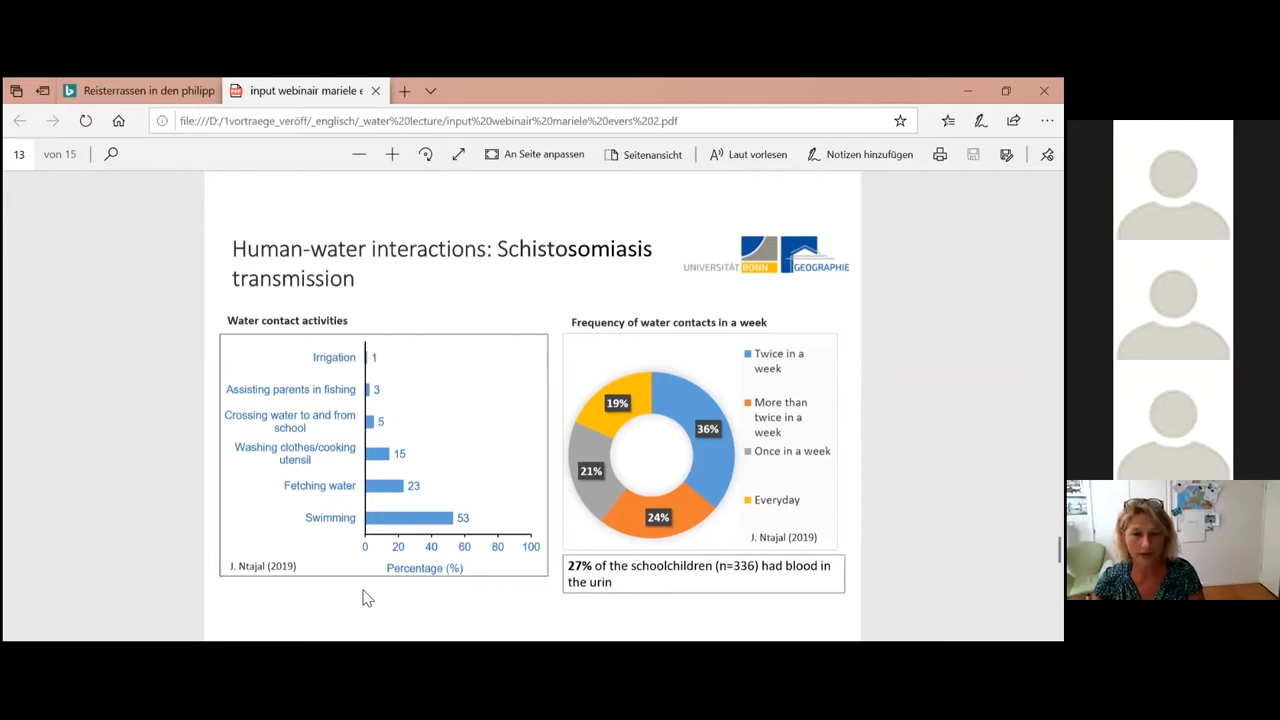 Reisterrassen in den philipp
input webinair mariele e
file:///D:/1vortraege_veröff/_englisch/_water%20lecture/input%20webinair%20mariele%20evers%202.pdf
13 von 15
An Seite anpassen
Seitenansicht
Laut vorlesen
Notizen hinzufügen
Human-water interactions: Schistosomiasis
transmission
UNIVERSITÄT BONN
GEOGRAPHIE
Water contact activities
Irrigation 1
Assisting parents in fishing 3
Crossing water to and from
school 5
Washing clothes/cooking
utensil 15
Fetching water 23
Swimming 53
0 20 40 60 80 100
Percentage (%)
J. Ntajal (2019)
Frequency of water contacts in a week
19%
36%
21%
24%
Twice in a
week
More than
twice in a
week
Once in a week
Everyday
J. Ntajal (2019)
27% of the schoolchildren (n=336) had blood in
the urin